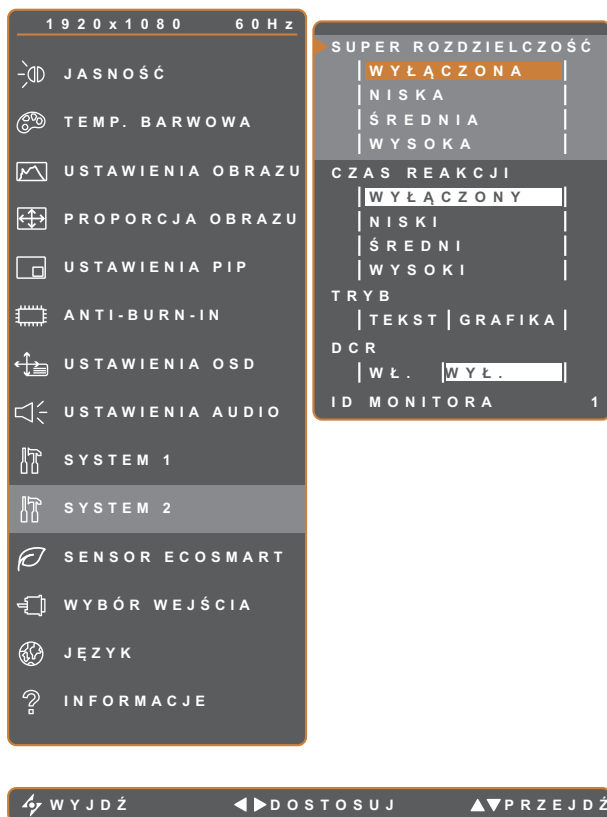 1920x1080 60Hz
JASNOŚĆ
TEMP. BARWOWA
USTAWIENIA OBRAZU
PROPORCJA OBRAZU
USTAWIENIA PIP
ANTI-BURN-IN
USTAWIENIA OSD
USTAWIENIA AUDIO
SYSTEM 1
SYSTEM 2
SENSOR ECOSMART
WYBÓR WEJŚCIA
JĘZYK
INFORMACJE
SUPER ROZDZIELCZOŚĆ
WYŁĄCZONA
NISKA
ŚREDNIA
WYSOKA
CZAS REAKCJI
WYŁĄCZONY
NISKI
ŚREDNI
WYSOKI
TRYB
TEKST GRAFIKA
DCR
WŁ. WYŁ.
ID MONITORA 1
WYJDŹ DOSTOSUJ PRZEJDŹ